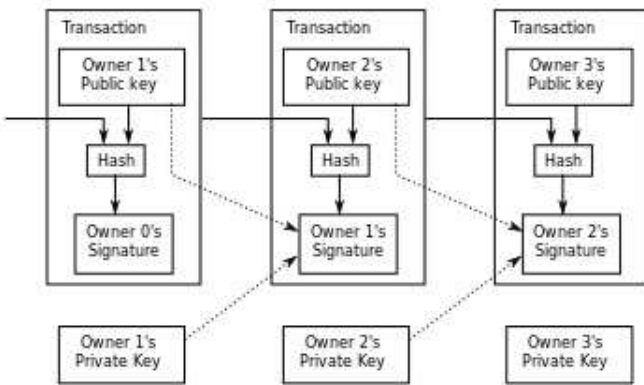 Transaction
Owner 1's
Public key
Hash
Owner 0's
Signature
Transaction
Owner 2's
Public key
Hash
Owner 1's
Signature
Transaction
Owner 3's
Public key
Hash
Owner 2's
Signature
Owner 1's
Private Key
Owner 2's
Private Key
Owner 3's
Private Key